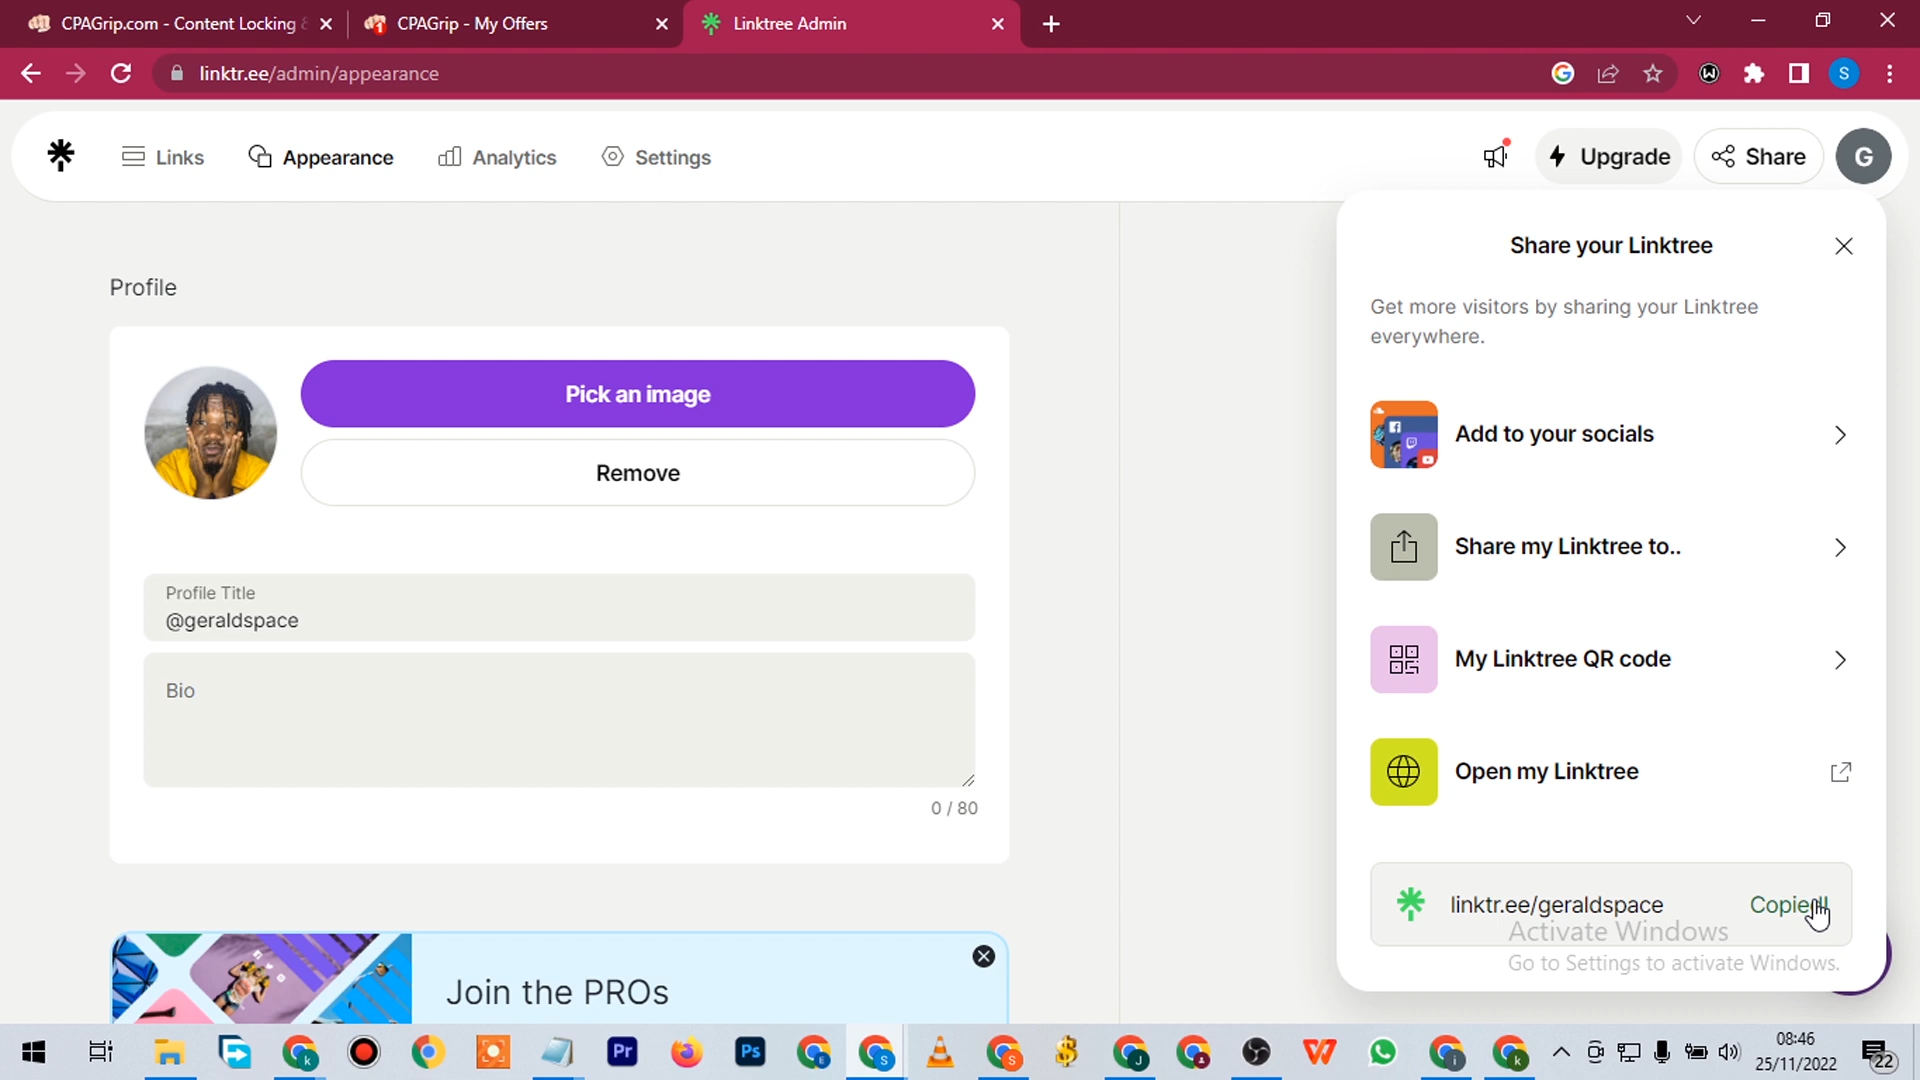 CPAGrip.com - Content Locking
CPAGrip - My Offers
Linktree Admin
linktr.ee/admin/appearance
S
Links
Appearance
Analytics
Settings
Upgrade
Share
G
Share your Linktree
Get more visitors by sharing your Linktree
everywhere.
Profile
Pick an image
Remove
Add to your socials
Share my Linktree to..
Profile Title
@geraldspace
Bio
0 / 80
My Linktree QR code
Open my Linktree
linktr.ee/geraldspace
Copied!
Activate Windows
Go to Settings to activate Windows.
Join the PROs
08:46
25/11/2022
22